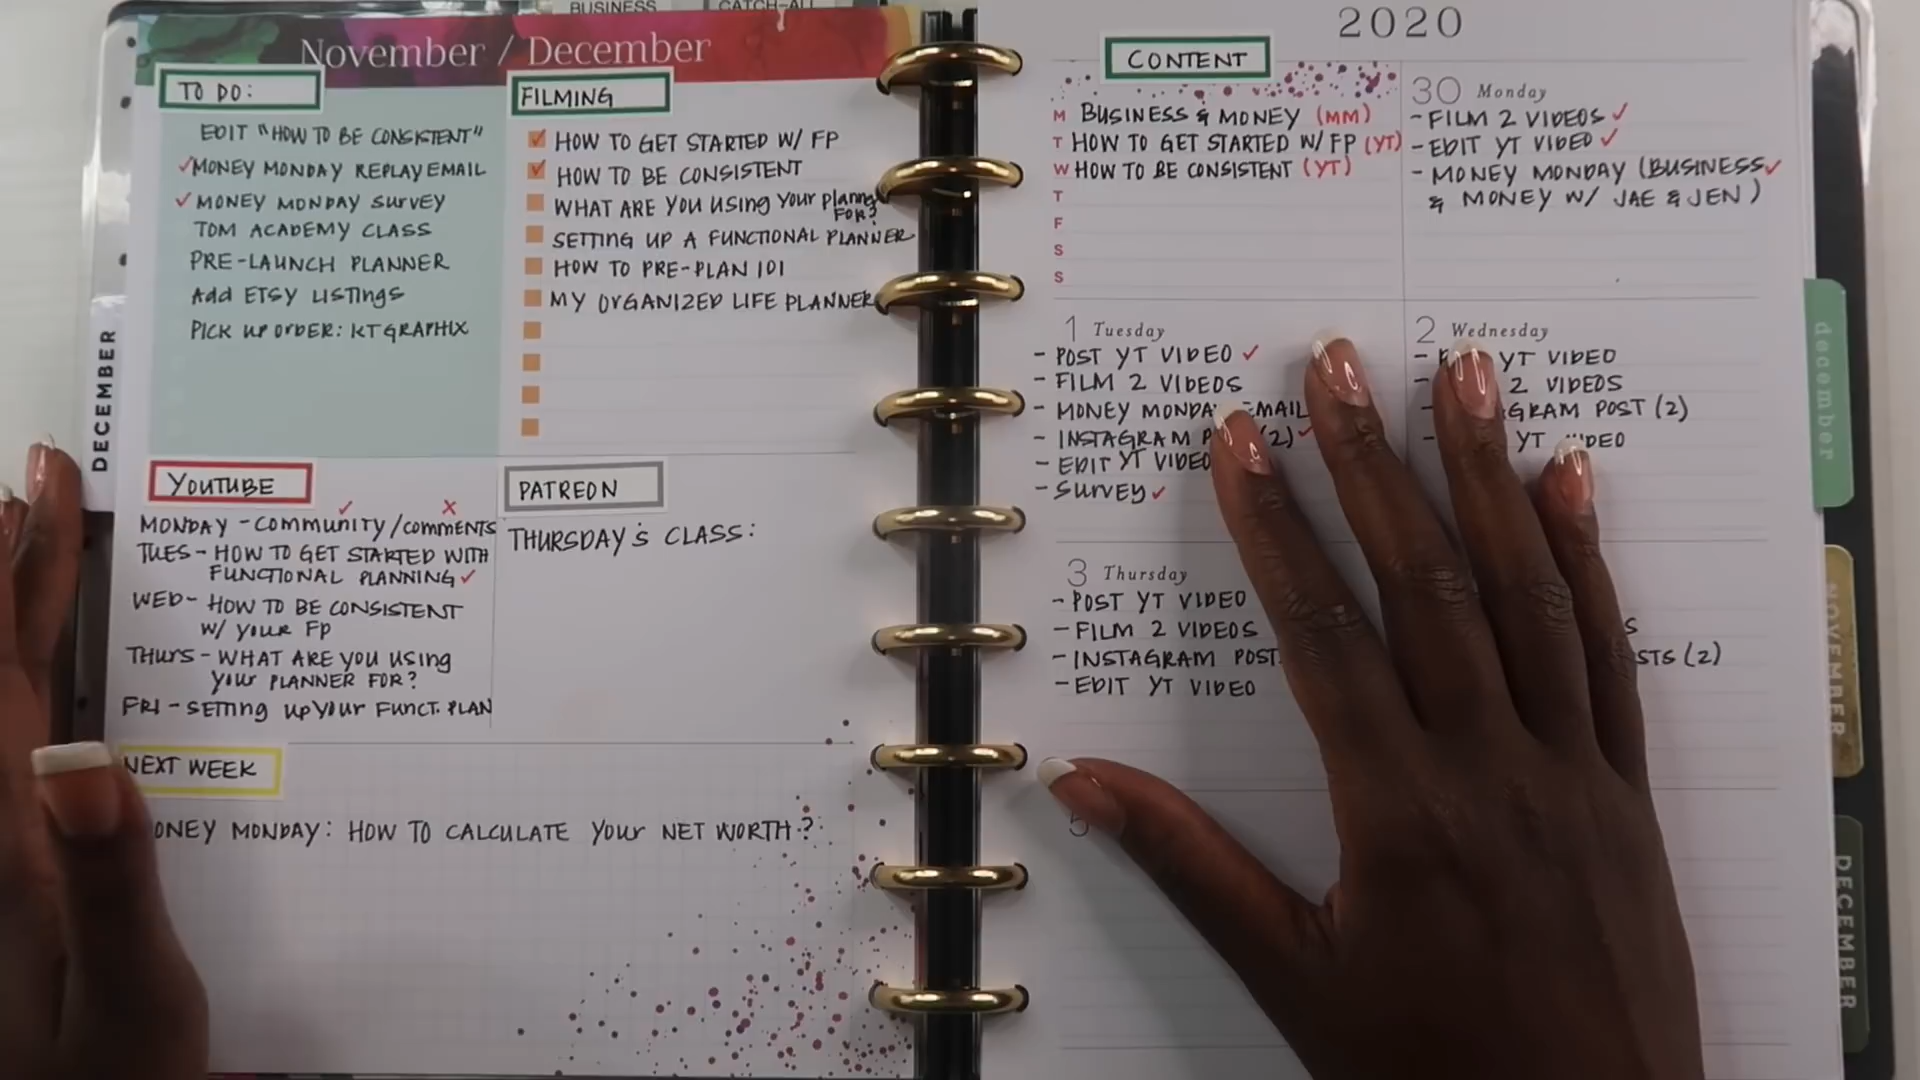 BUSINESS
CATCH-ALL
November / December
TO DO:
EDIT "HOW TO BE CONSISTENT"
✓MONEY MONDAY REPLAY EMAIL
✓ MONEY MONDAY SURVEY
TOM ACADEMY CLASS
PRE-LAUNCH PLANNER
Add ETSY LISTINGS
PICK UP ORDER: KTGRAPHIX
FILMING
HOW TO GET STARTED W/ FP
HOW TO BE CONSISTENT
WHAT ARE YOU USING YOUR PLANNER
FOR?
SETTING UP A FUNCTIONAL PLANNER
HOW TO PRE-PLAN 101
MY ORGANIZED LIFE PLANNER
DECEMBER
YOUTUBE
MONDAY - COMMUNITY/COMMENTS
TUES - HOW TO GET STARTED WITH
FUNCTIONAL PLANNING ✓
WED - HOW TO BE CONSISTENT
W/ YOUR FP
THURS - WHAT ARE YOU USING
YOUR PLANNER FOR?
FRI - SETTING UP YOUR FUNCT. PLAN
PATREON
THURSDAY'S CLASS:
NEXT WEEK
MONDAY: HOW TO CALCULATE YOUR NET WORTH?
2020
CONTENT
M BUSINESS & MONEY (MM)
T HOW TO GET STARTED W/ FP (YT)
W HOW TO BE CONSISTENT (YT)
T
F
S
S
30 Monday
- FILM 2 VIDEOS ✓
- EDIT YT VIDEO ✓
- MONEY MONDAY (BUSINESS ✓
& MONEY W/ JAE & JEN)
1 Tuesday
- POST YT VIDEO ✓
- FILM 2 VIDEOS
- MONEY MONDAY EMAIL
- INSTAGRAM (2) ✓
- EDIT YT VIDEO
- SURVEY ✓
2 Wednesday
- YT VIDEO
2 VIDEOS
POST (2)
- YT VIDEO
3 Thursday
- POST YT VIDEO
- FILM 2 VIDEOS
- INSTAGRAM POST
- EDIT YT VIDEO
(2)
5
december
NOVEMBER
DECEMBER